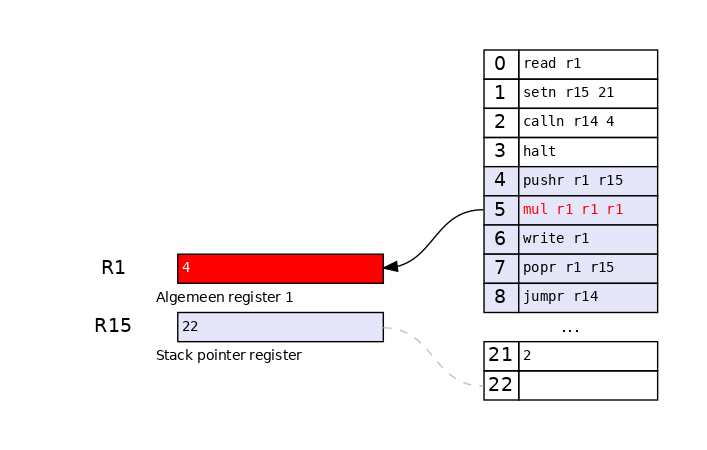 0 read r1
1 setn r15 21
2 calln r14 4
3 halt
4 pushr r1 r15
5 mul r1 r1 r1
6 write r1
7 popr r1 r15
8 jumpr r14
...
21 2
22
R1 4
Algemeen register 1
R15 22
Stack pointer register